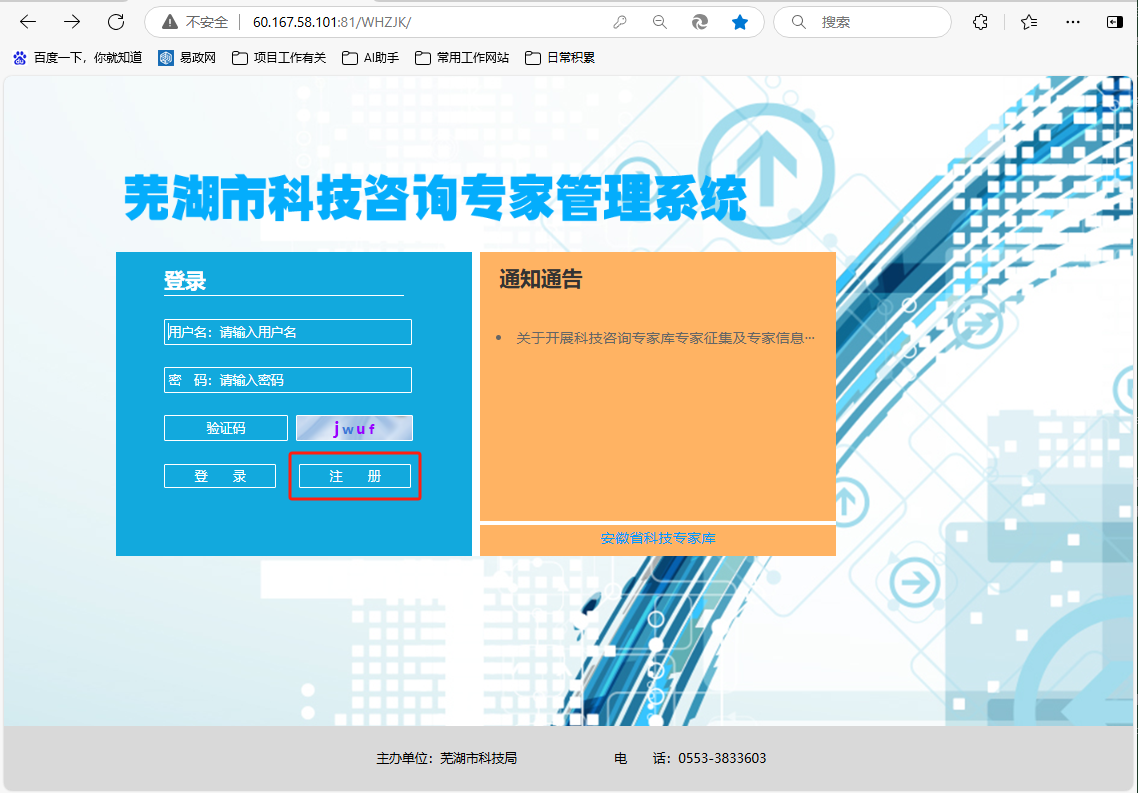 不安全 60.167.58.101:81/WHZJK/ 搜索
百度一下，你就知道 易政网 项目工作有关 AI助手 常用工作网站 日常积累
芜湖市科技咨询专家管理系统
登录
用户名：请输入用户名
密 码：请输入密码
验证码 jwuf
登 录 注 册
通知通告
• 关于开展科技咨询专家库专家征集及专家信息···
安徽省科技专家库
主办单位：芜湖市科技局 电 话：0553-3833603